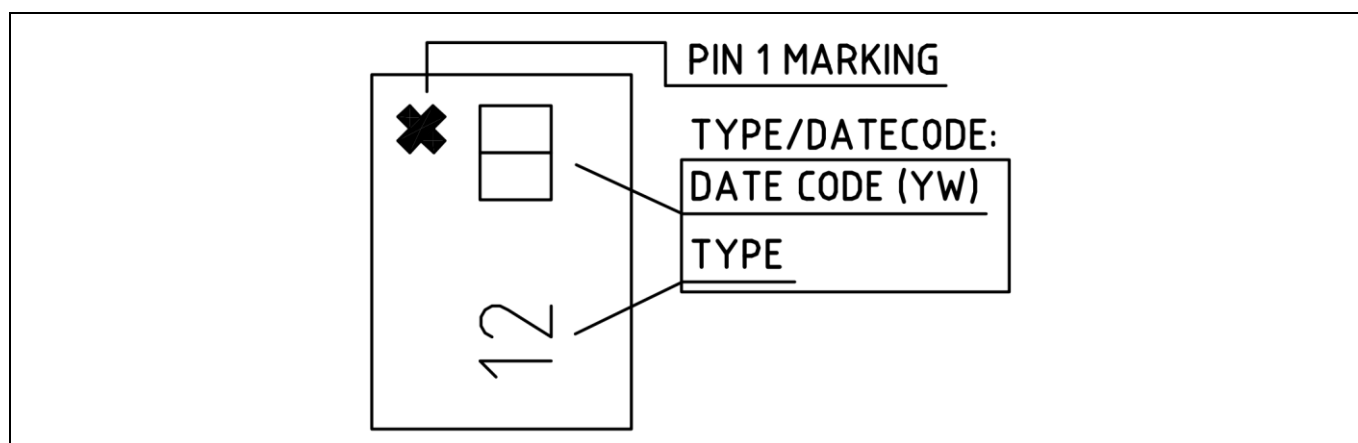 PIN 1 MARKING
TYPE/DATECODE:
DATE CODE (YW)
TYPE
12